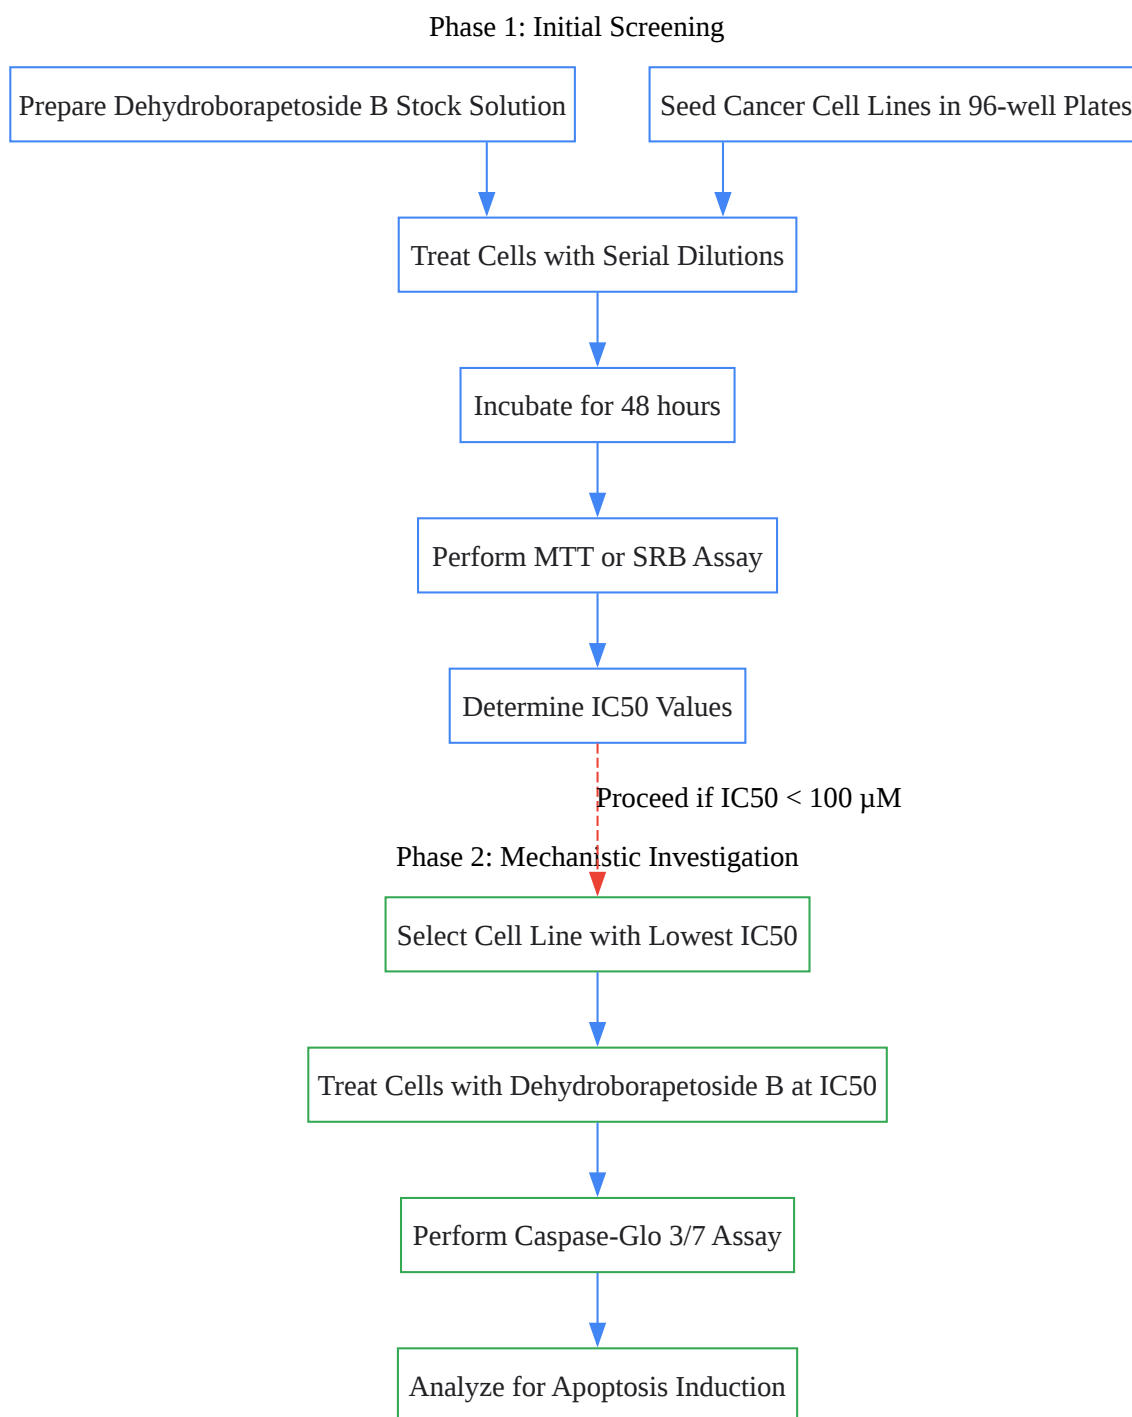 Phase 1: Initial Screening
Prepare Dehydroborapetoside B Stock Solution
Seed Cancer Cell Lines in 96-well Plates
Treat Cells with Serial Dilutions
Incubate for 48 hours
Perform MTT or SRB Assay
Determine IC50 Values
Proceed if IC50 < 100 µM
Phase 2: Mechanistic Investigation
Select Cell Line with Lowest IC50
Treat Cells with Dehydroborapetoside B at IC50
Perform Caspase-Glo 3/7 Assay
Analyze for Apoptosis Induction